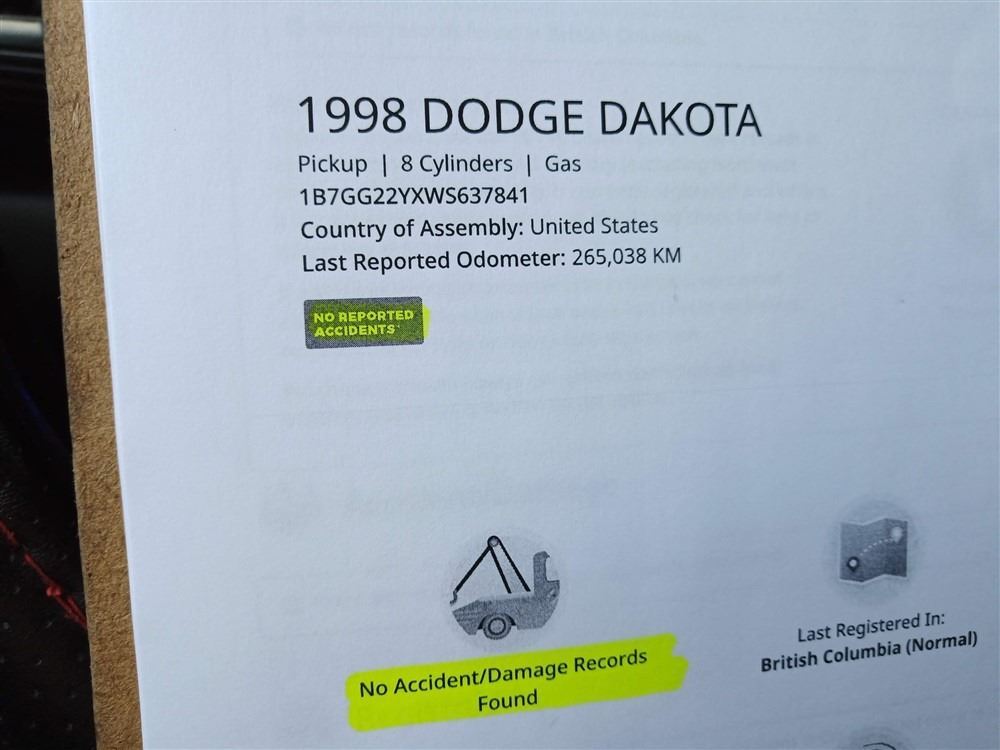 1998 DODGE DAKOTA
Pickup | 8 Cylinders | Gas
1B7GG22YXWS637841
Country of Assembly: United States
Last Reported Odometer: 265,038 KM
NO REPORTED
ACCIDENTS*
No Accident/Damage Records
Found
Last Registered In:
British Columbia (Normal)